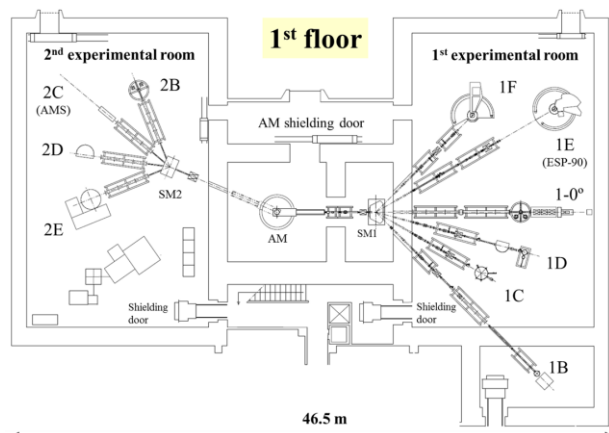 1st floor
2nd experimental room
1st experimental room
2B
2C
(AMS)
2D
2E
SM2
AM shielding door
AM
SM1
1F
1E
(ESP-90)
1-0º
1D
1C
1B
Shielding
door
Shielding
door
46.5 m